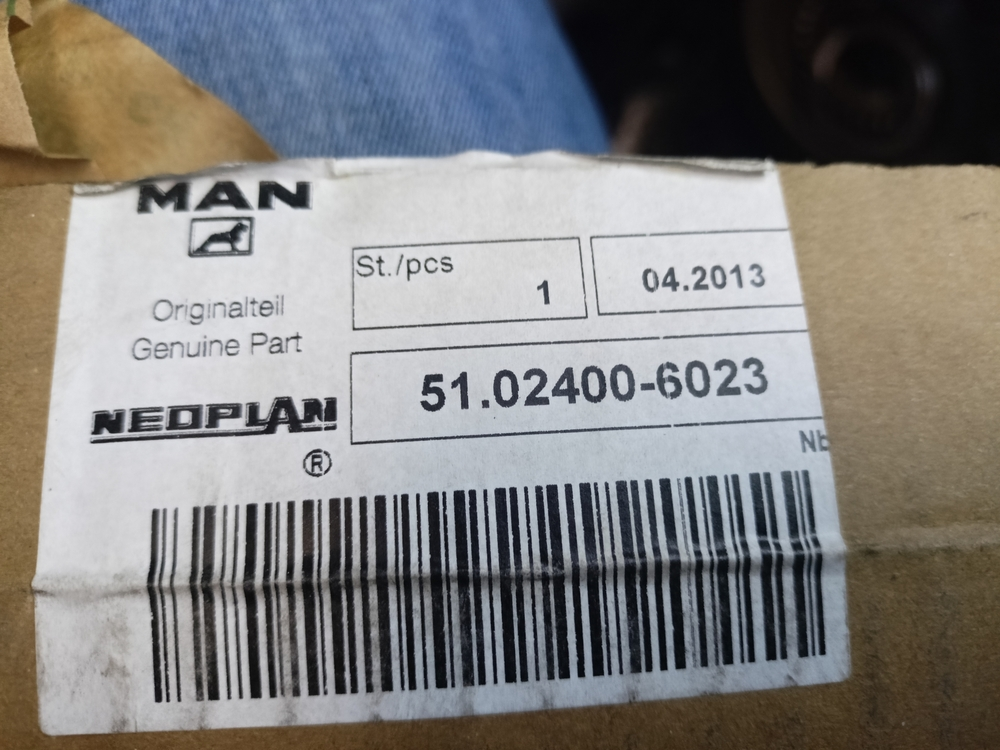 MAN
Originalteil
Genuine Part
NEOPLAN
®
St./pcs
1
04.2013
51.02400-6023